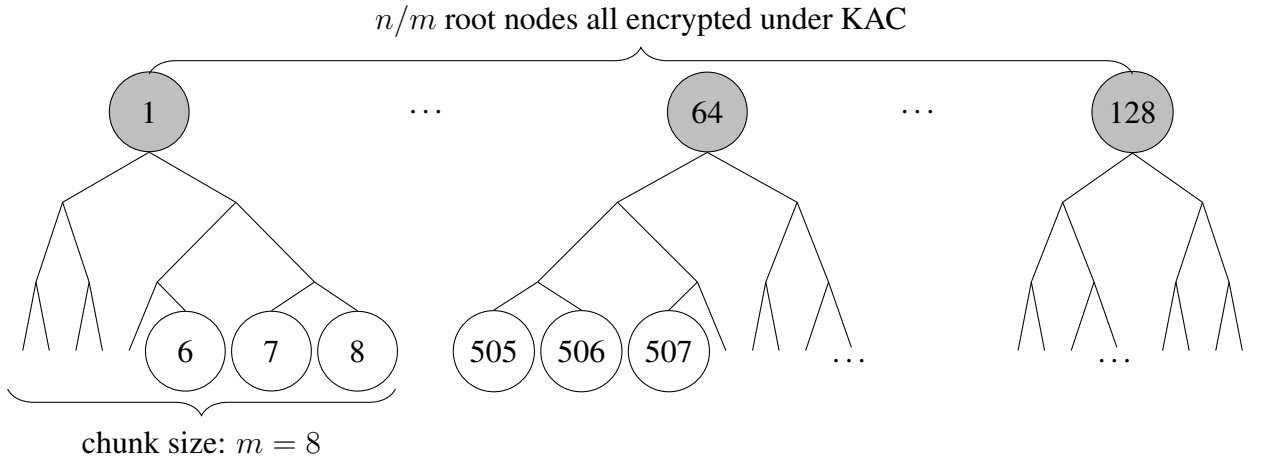 n/m root nodes all encrypted under KAC
1 ... 64 ... 128
6 7 8 505 506 507 ... ...
chunk size: m = 8